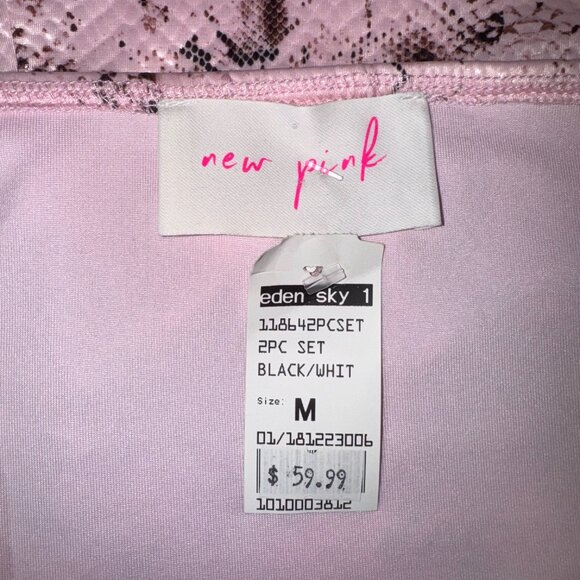 new pink
eden sky 1
118642PCSET
2PC SET
BLACK/WHIT
Size: M
01/181223006
$ 59.99
1010003812